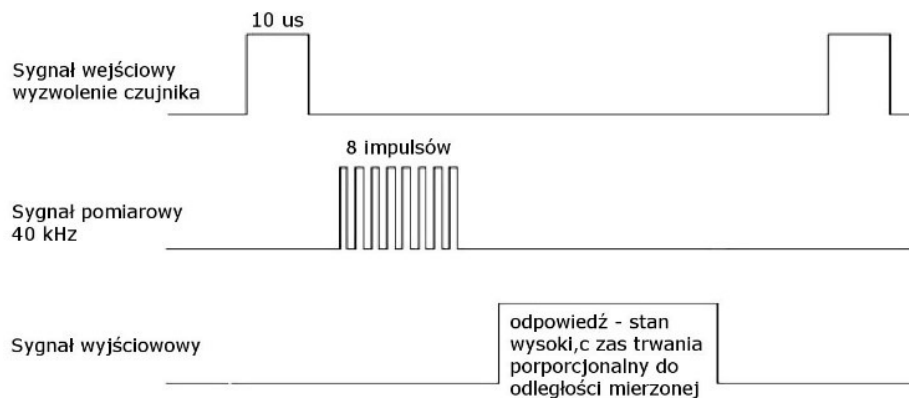 10 us
Sygnał wejściowy
wyzwolenie czujnika
8 impulsów
Sygnał pomiarowy
40 kHz
Sygnał wyjściowowy
odpowiedź - stan
wysoki,c zas trwania
porporcjonalny do
odległości mierzonej